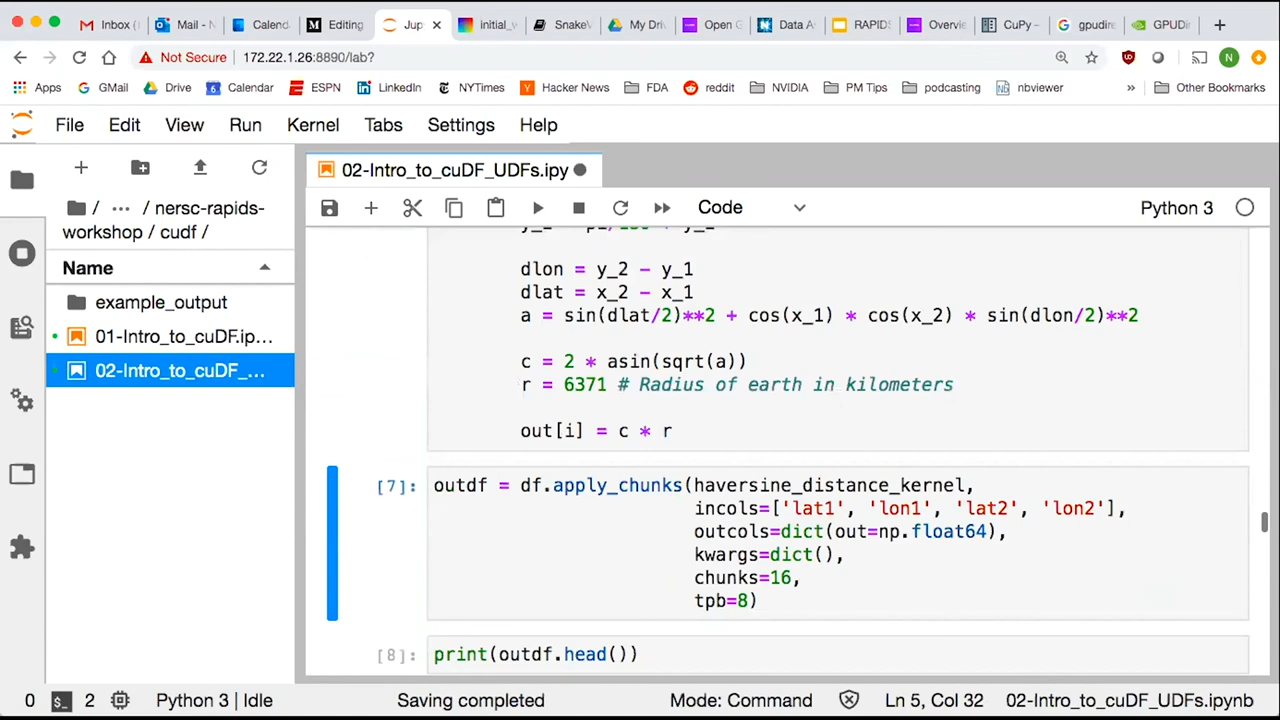 Inbox (
Mail - N
Calend
Editing
Jup
initial_v
SnakeV
My Dri
Open G
Data A
RAPIDS
Overvie
CuPy –
gpudire
GPUDir
Not Secure
172.22.1.26:8890/lab?
N
Apps
GMail
Drive
Calendar
ESPN
LinkedIn
NYTimes
Hacker News
FDA
reddit
NVIDIA
PM Tips
podcasting
nbviewer
»
Other Bookmarks
File
Edit
View
Run
Kernel
Tabs
Settings
Help
02-Intro_to_cuDF_UDFs.ipy
/ ··· / nersc-rapids-
workshop / cudf /
Code
Python 3
Name
example_output
01-Intro_to_cuDF.ip…
02-Intro_to_cuDF_…
dlon = y_2 - y_1
dlat = x_2 - x_1
a = sin(dlat/2)**2 + cos(x_1) * cos(x_2) * sin(dlon/2)**2
c = 2 * asin(sqrt(a))
r = 6371 # Radius of earth in kilometers
out[i] = c * r
[7]: outdf = df.apply_chunks(haversine_distance_kernel,
incols=['lat1', 'lon1', 'lat2', 'lon2'],
outcols=dict(out=np.float64),
kwargs=dict(),
chunks=16,
tpb=8)
[8]: print(outdf.head())
0
$_
2
Python 3 | Idle
Saving completed
Mode: Command
Ln 5, Col 32
02-Intro_to_cuDF_UDFs.ipynb